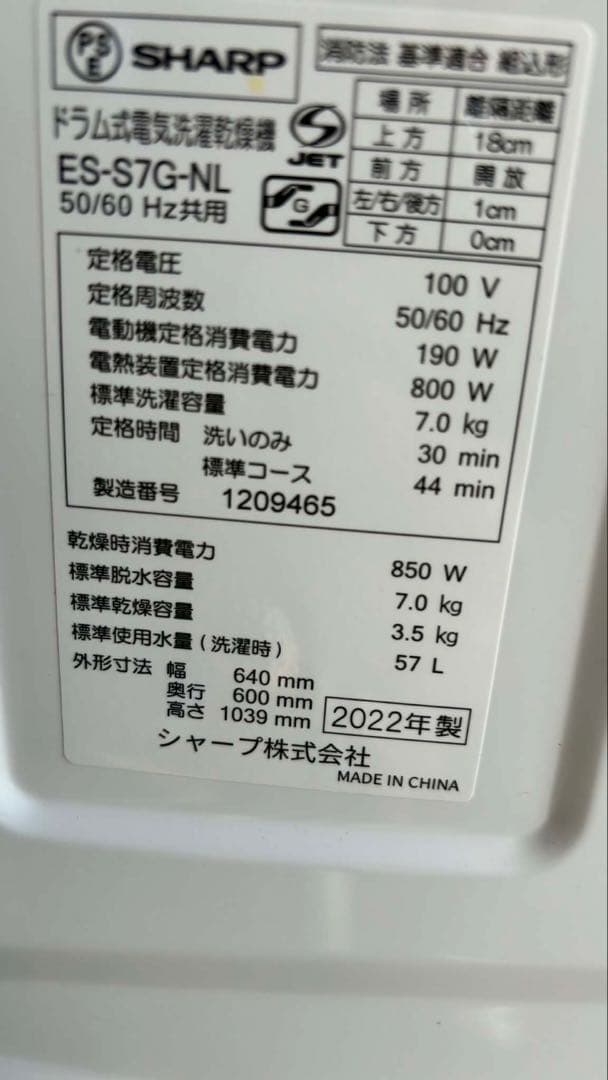 PSE SHARP
消防法 基準適合 組込形
場所 離隔距離
上方 18cm
前方 開放
左/右/後方 1cm
下方 0cm
ドラム式電気洗濯乾燥機
S JET
ES-S7G-NL
G
50/60 Hz共用
定格電圧 100 V
定格周波数 50/60 Hz
電動機定格消費電力 190 W
電熱装置定格消費電力 800 W
標準洗濯容量 7.0 kg
定格時間 洗いのみ 30 min
標準コース 44 min
製造番号 1209465
乾燥時消費電力 850 W
標準脱水容量 7.0 kg
標準乾燥容量 3.5 kg
標準使用水量(洗濯時) 57 L
外形寸法 幅 640 mm
奥行 600 mm
高さ 1039 mm
2022年製
シャープ株式会社
MADE IN CHINA